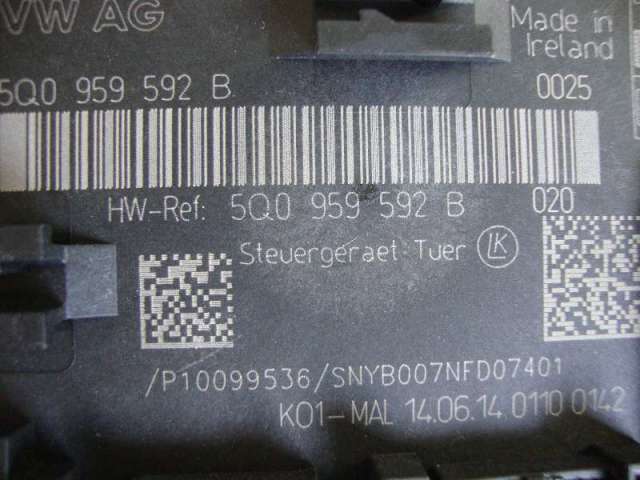 VW AG
Made in
Ireland
5Q0 959 592 B
0025
HW-Ref: 5Q0 959 592 B 020
Steuergeraet Tuer LK
/P10099536/SNYB007NFD07401
K01-MAL 14.06.14 0110 0142